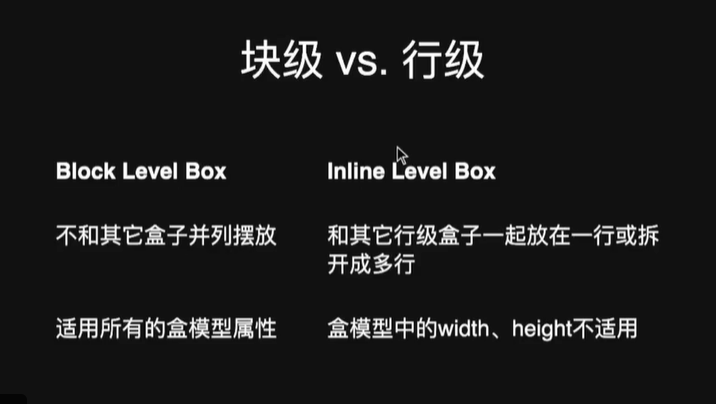 块级 vs. 行级
Block Level Box
Inline Level Box
不和其它盒子并列摆放
和其它行级盒子一起放在一行或拆
开成多行
适用所有的盒模型属性
盒模型中的width、height不适用